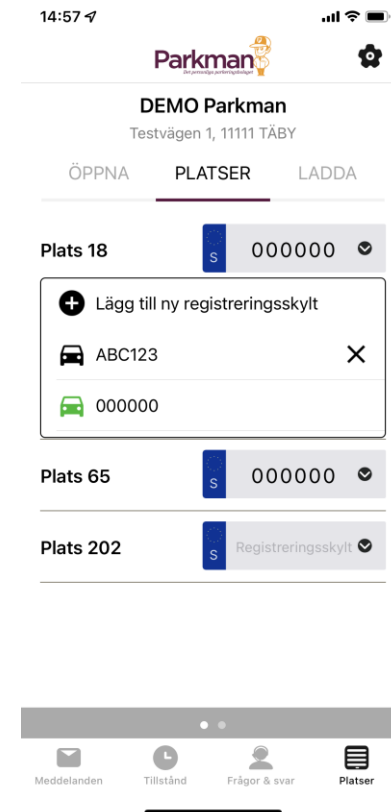 14:57
Parkman
Det personliga parkeringsbolaget
DEMO Parkman
Testvägen 1, 11111 TÄBY
ÖPPNA PLATSER LADDA
Plats 18 S 000000
Lägg till ny registreringsskylt
ABC123
000000
Plats 65 S 000000
Plats 202 S Registreringsskylt
Meddelanden Tillstånd Frågor & svar Platser